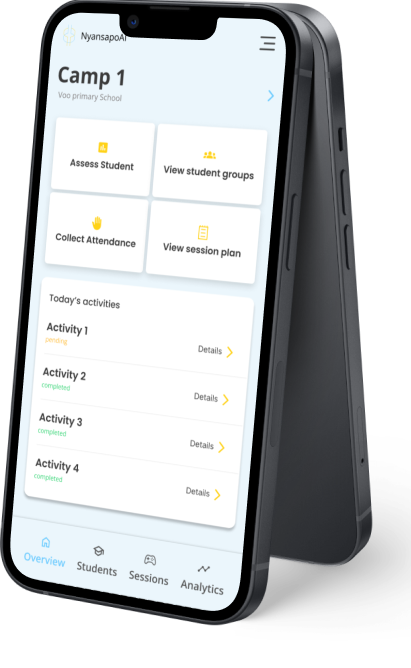 NyansapoAI
Camp 1
Voo primary School
Assess Student
View student groups
Collect Attendance
View session plan
Today's activities
Activity 1
pending
Details
Activity 2
completed
Details
Activity 3
completed
Details
Activity 4
completed
Details
Overview
Students
Sessions
Analytics